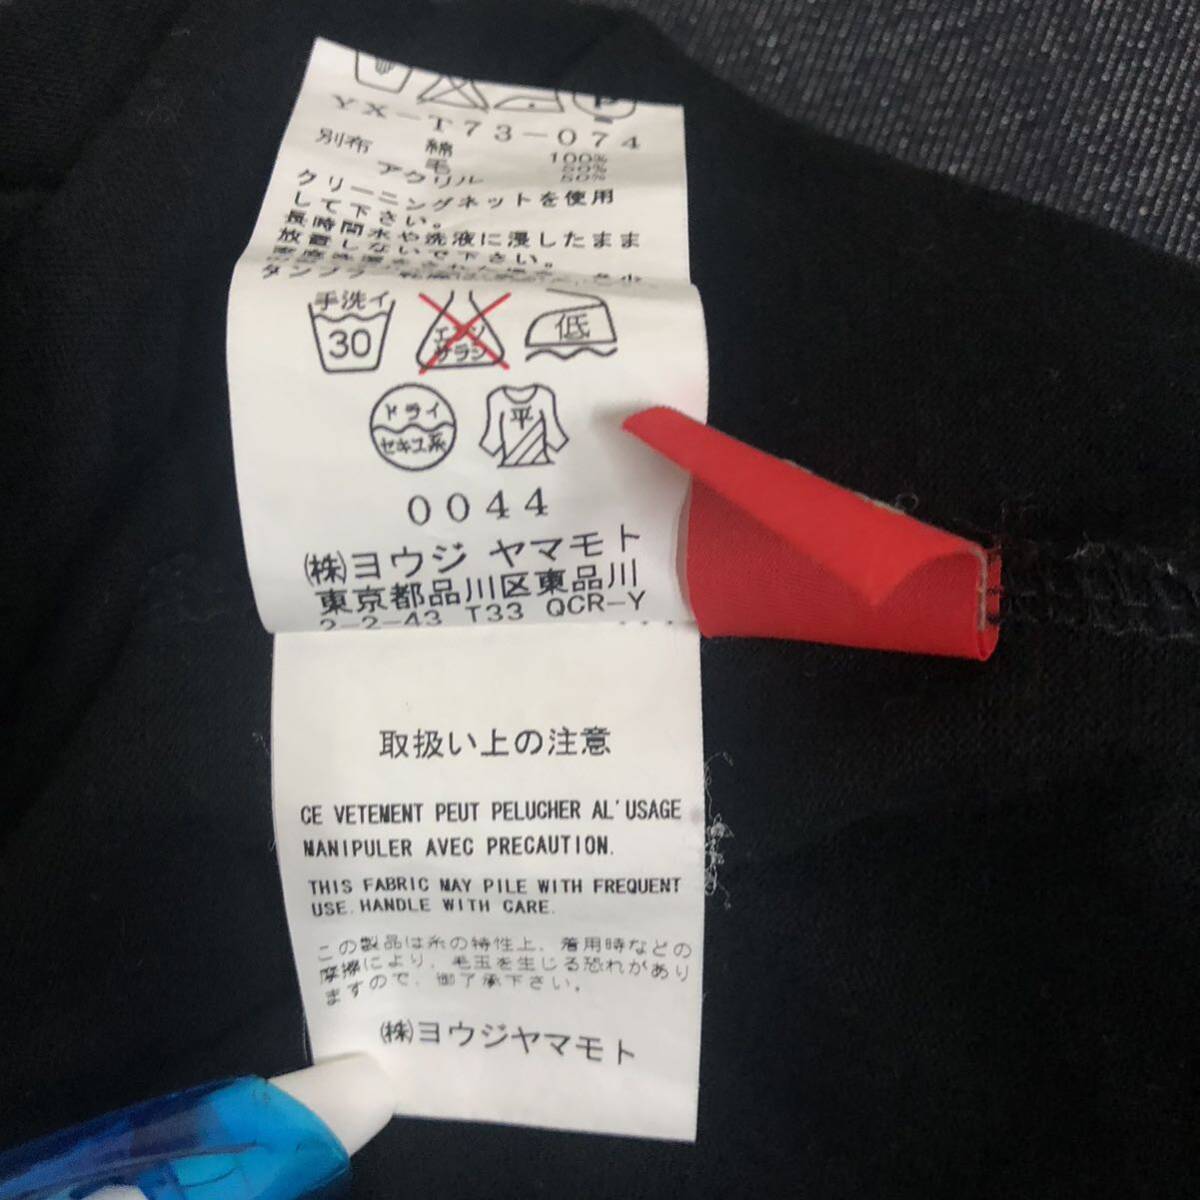 P
YX-T73-074
別布 綿 100%
毛 50%
アクリル 50%
クリーニングネットを使用
して下さい。
長時間水や洗液に浸したまま
放置しないで下さい。
手洗イ
30
エンソ
サラシ
低
ドライ
セキユ系
平
0044
㈱ヨウジ ヤマモト
東京都品川区東品川
2-2-43 T33 QCR-Y
取扱い上の注意
CE VETEMENT PEUT PELUCHER AL'USAGE
MANIPULER AVEC PRECAUTION.
THIS FABRIC MAY PILE WITH FREQUENT
USE. HANDLE WITH CARE.
この製品は糸の特性上、着用時などの
摩擦により、毛玉を生じる恐れがあり
ますので、御了承下さい。
㈱ヨウジヤマモト